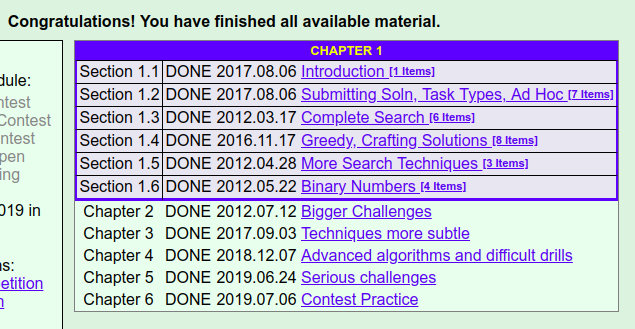 Congratulations! You have finished all available material.
dule:
ntest
Contest
ntest
pen
ing
019 in
ns:
etition
n
CHAPTER 1
Section 1.1 DONE 2017.08.06 Introduction [1 Items]
Section 1.2 DONE 2017.08.06 Submitting Soln, Task Types, Ad Hoc [7 Items]
Section 1.3 DONE 2012.03.17 Complete Search [6 Items]
Section 1.4 DONE 2016.11.17 Greedy, Crafting Solutions [8 Items]
Section 1.5 DONE 2012.04.28 More Search Techniques [3 Items]
Section 1.6 DONE 2012.05.22 Binary Numbers [4 Items]
Chapter 2 DONE 2012.07.12 Bigger Challenges
Chapter 3 DONE 2017.09.03 Techniques more subtle
Chapter 4 DONE 2018.12.07 Advanced algorithms and difficult drills
Chapter 5 DONE 2019.06.24 Serious challenges
Chapter 6 DONE 2019.07.06 Contest Practice